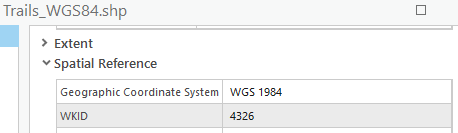 Trails_WGS84.shp
Extent
Spatial Reference
Geographic Coordinate System WGS 1984
WKID 4326